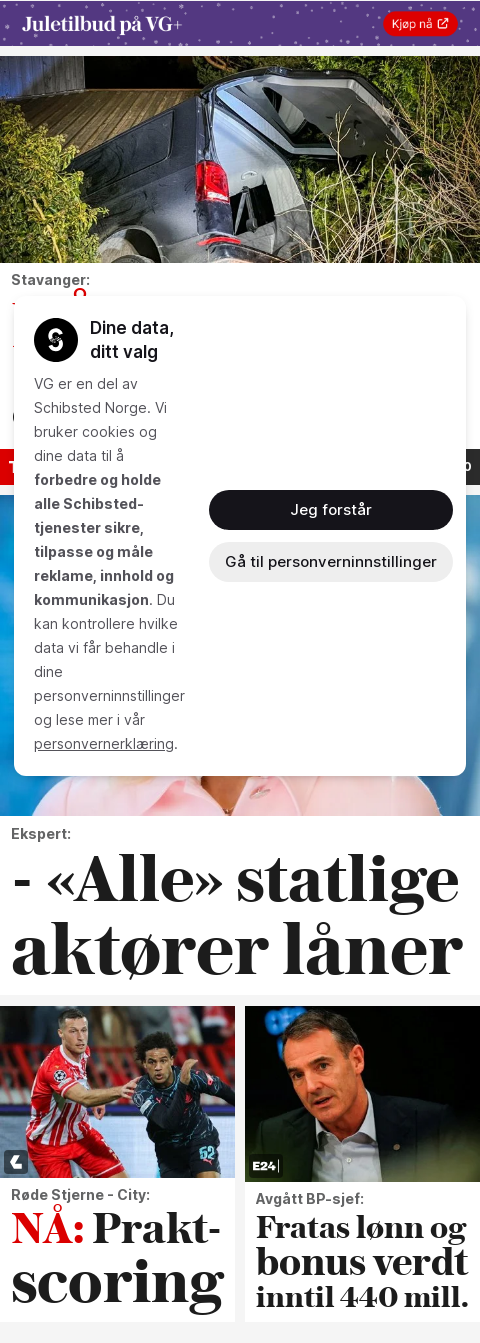 Juletilbud på VG+
Kjøp nå
Stavanger:
Dine data,
ditt valg
VG er en del av
Schibsted Norge. Vi
bruker cookies og
dine data til å
forbedre og holde
alle Schibsted-
tjenester sikre,
tilpasse og måle
reklame, innhold og
kommunikasjon. Du
kan kontrollere hvilke
data vi får behandle i
dine
personverninnstillinger
og lese mer i vår
personvernerklæring.
Jeg forstår
Gå til personverninnstillinger
Ekspert:
- «Alle» statlige
aktører låner
52
E24
Røde Stjerne - City:
NÅ: Prakt-
scoring
Avgått BP-sjef:
Fratas lønn og
bonus verdt
inntil 440 mill.